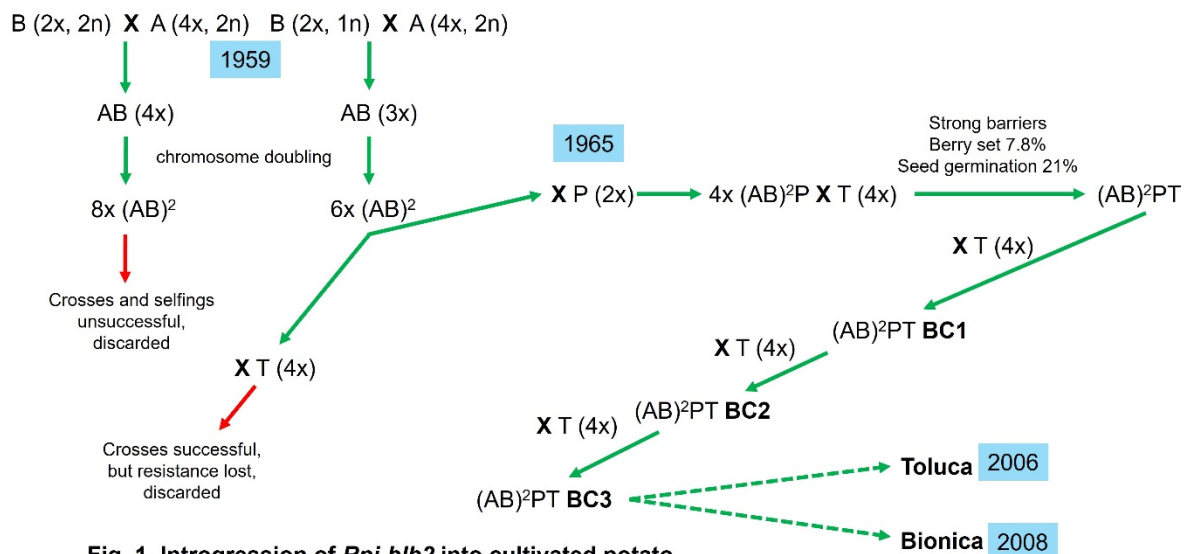 B (2x, 2n) X A (4x, 2n) B (2x, 1n) X A (4x, 2n)
1959
AB (4x)
AB (3x)
chromosome doubling
8x (AB)²
6x (AB)²
Crosses and selfings
unsuccessful,
discarded
X T (4x)
Crosses successful,
but resistance lost,
discarded
1965
X P (2x)
4x (AB)²P X T (4x)
Strong barriers
Berry set 7.8%
Seed germination 21%
(AB)²PT
X T (4x)
(AB)²PT BC1
X T (4x)
(AB)²PT BC2
X T (4x)
(AB)²PT BC3
Toluca 2006
Bionica 2008
Fig. 1. Introgression of Rpi-blb2 into cultivated potato